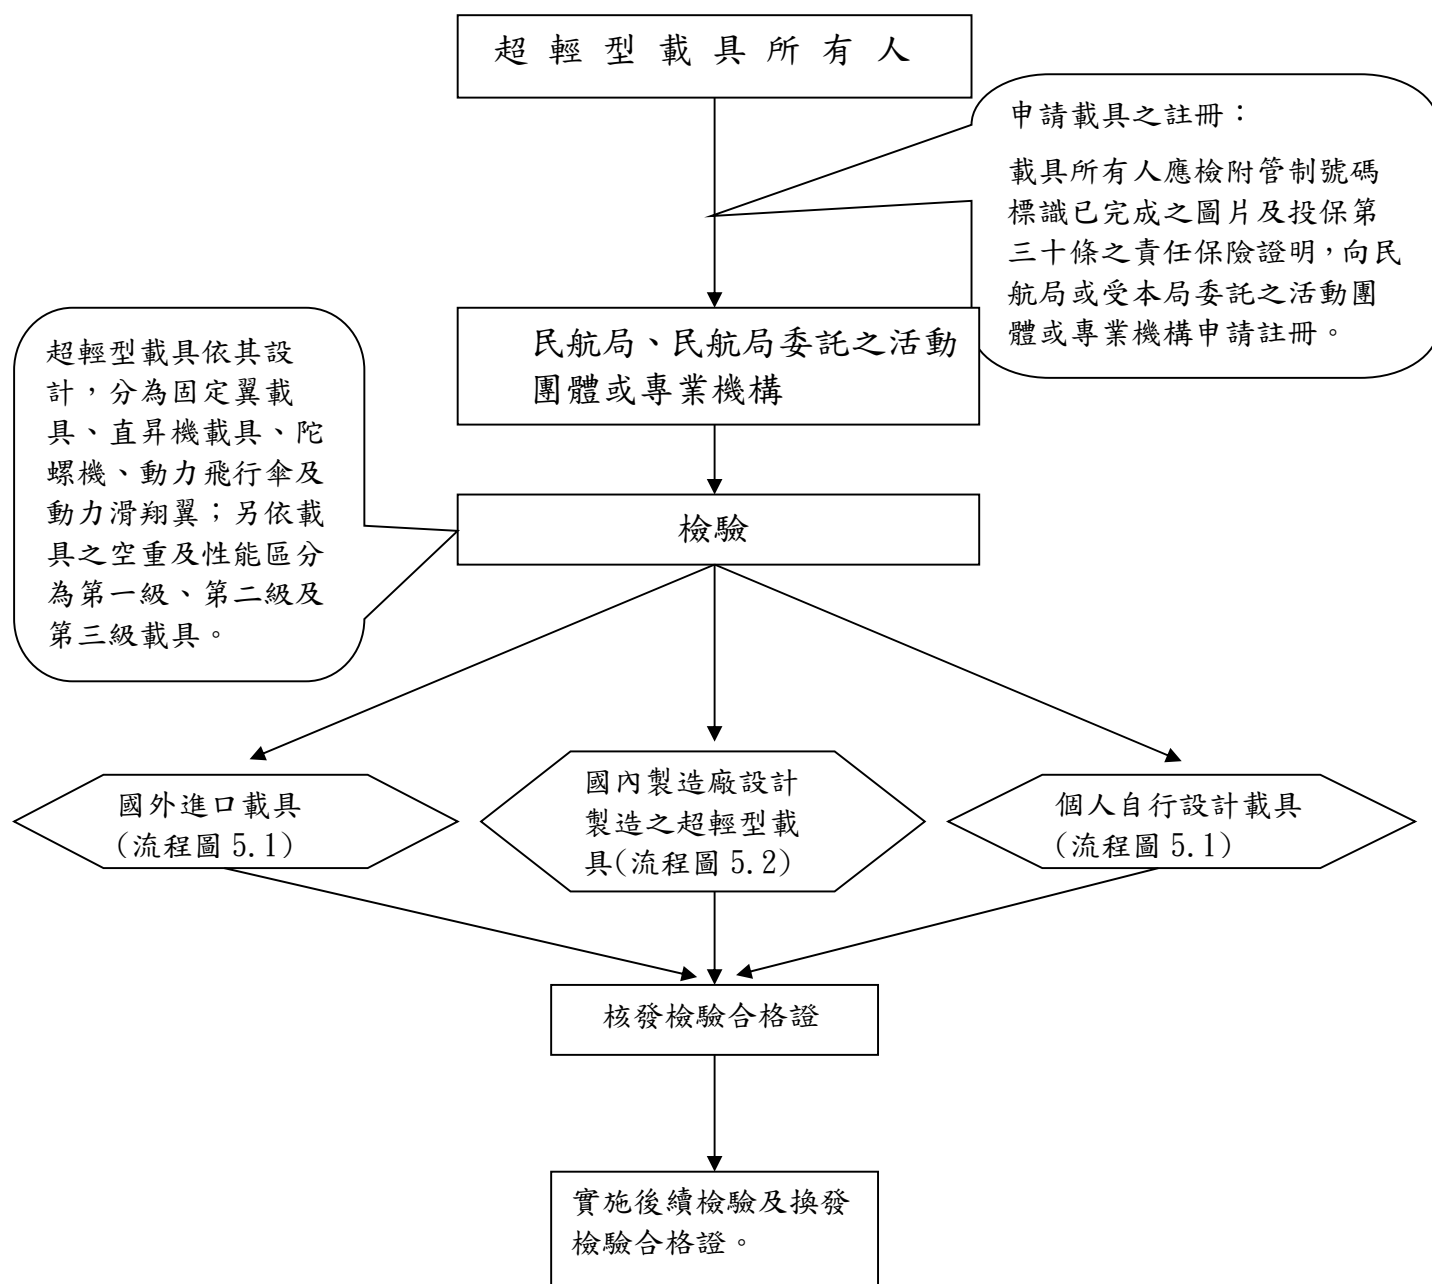 超輕型載具所有人
申請載具之註冊：
載具所有人應檢附管制號碼
標識已完成之圖片及投保第
三十條之責任保險證明，向民
航局或受本局委託之活動團
體或專業機構申請註冊。
民航局、民航局委託之活動
團體或專業機構
超輕型載具依其設
計，分為固定翼載
具、直昇機載具、陀
螺機、動力飛行傘及
動力滑翔翼；另依載
具之空重及性能區分
為第一級、第二級及
第三級載具。
檢驗
國外進口載具
(流程圖 5.1)
國內製造廠設計
製造之超輕型載
具(流程圖 5.2)
個人自行設計載具
(流程圖 5.1)
核發檢驗合格證
實施後續檢驗及換發
檢驗合格證。